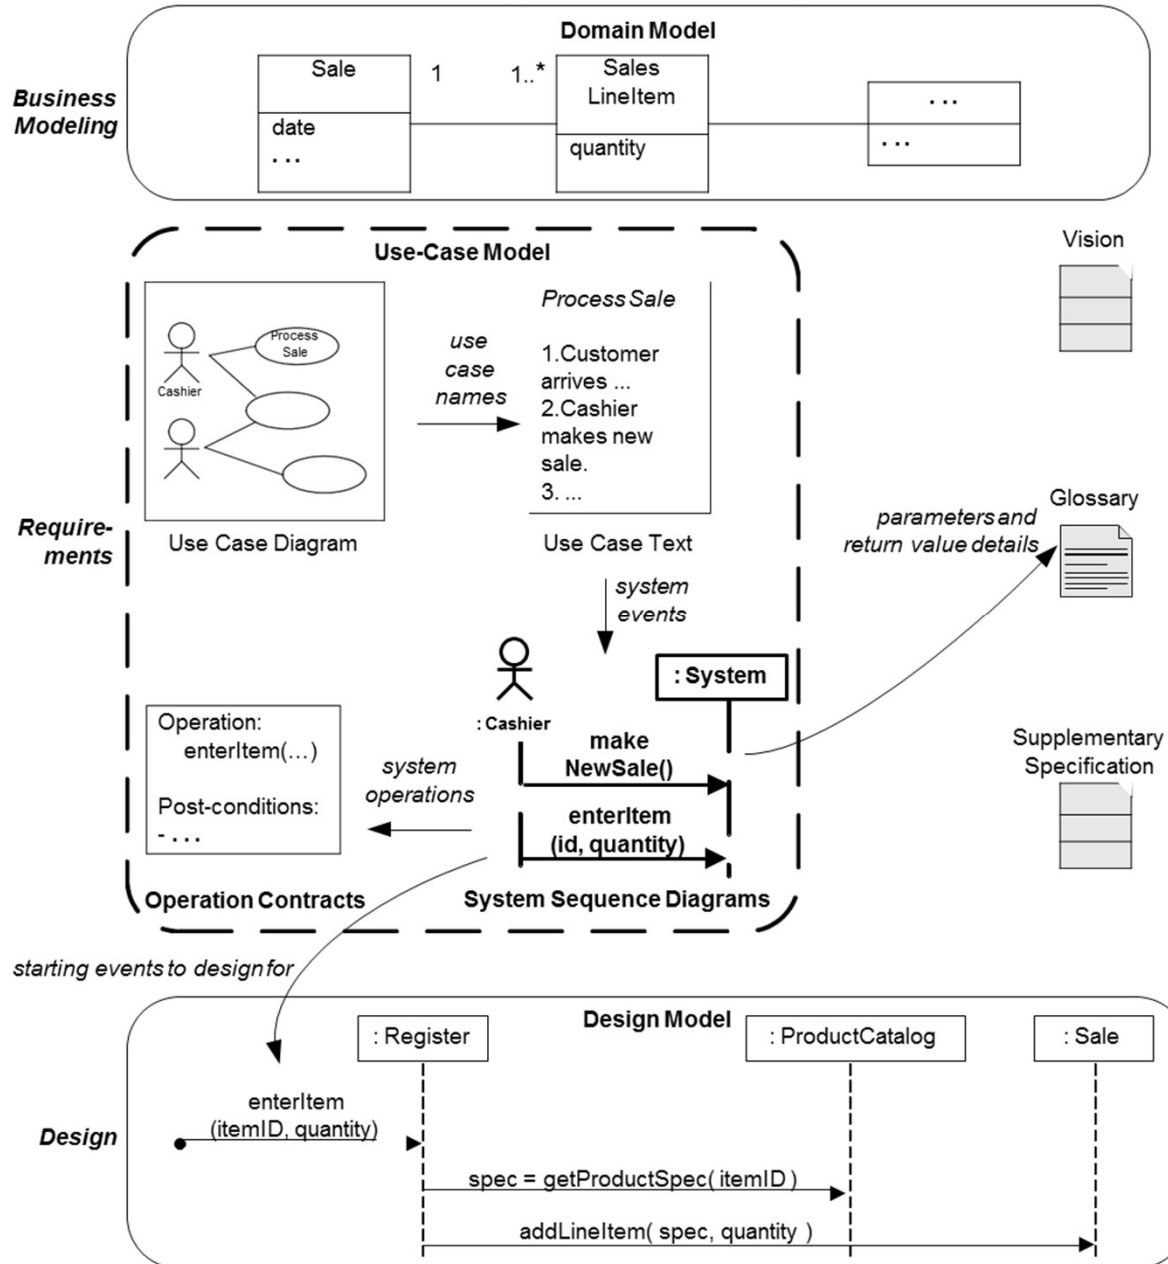 Domain Model
Business
Modeling
Sale
1
1..*
Sales
LineItem
. ...
date
. ...
quantity
. ...
Use-Case Model
Vision
Process
Sale
Cashier
use
case
names
Process Sale
1.Customer
arrives ...
2.Cashier
makes new
sale.
3. ...
Require-
ments
Use Case Diagram
Use Case Text
parameters and
return value details
Glossary
system
events
: System
: Cashier
Operation:
enterItem(...)
Post-conditions:
- . . .
system
operations
make
NewSale()
enterItem
(id, quantity)
Supplementary
Specification
Operation Contracts
System Sequence Diagrams
starting events to design for
Design Model
: Register
: ProductCatalog
: Sale
Design
enterItem
(itemID, quantity)
spec = getProductSpec( itemID )
addLineItem( spec, quantity )